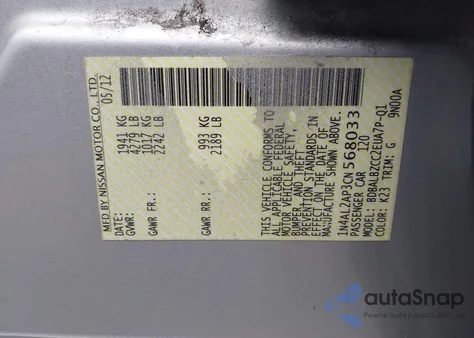 MFD BY NISSAN MOTOR CO., LTD.
05/12
GVWR: 1941 KG
4279 LB
GAWR FR.: 1017 KG
2242 LB
GAWR RR.: 993 KG
2189 LB
THIS VEHICLE CONFORMS TO
ALL APPLICABLE FEDERAL
MOTOR VEHICLE SAFETY,
BUMPER, AND THEFT
PREVENTION STANDARDS IN
EFFECT ON THE DATE OF
MANUFACTURE SHOWN ABOVE.
1N4AL2AP3CN568033
PASSENGER CAR 120
MODEL: BDBALBZCC2EUA7P-Q1
COLOR: K23 TRIM: G 9N00A
autoSnap